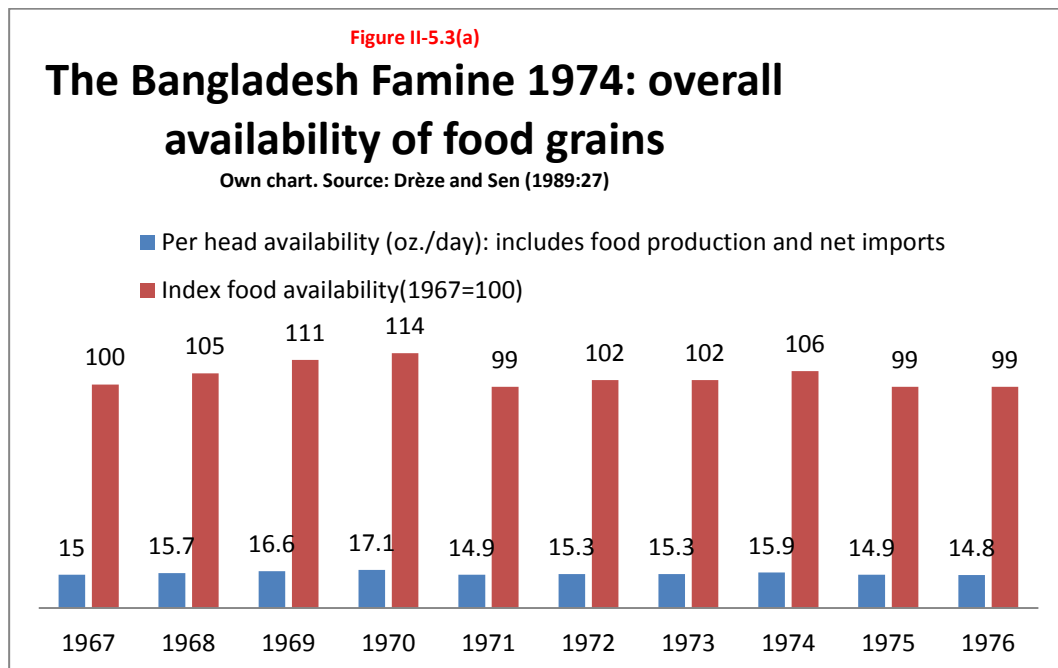 Figure II-5.3(a)
The Bangladesh Famine 1974: overall
availability of food grains
Own chart. Source: Drèze and Sen (1989:27)
Per head availability (oz./day): includes food production and net imports
Index food availability(1967=100)
100 105 111 114 99 102 102 106 99 99
15 15.7 16.6 17.1 14.9 15.3 15.3 15.9 14.9 14.8
1967 1968 1969 1970 1971 1972 1973 1974 1975 1976